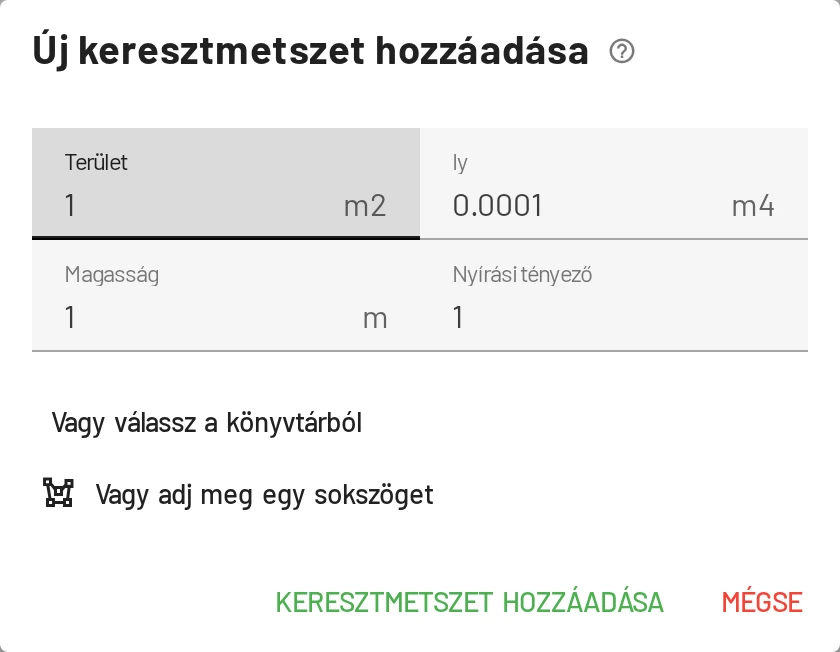 Új keresztmetszet hozzáadása ?
Terület
1 m2
Iy
0.0001 m4
Magasság
1 m
Nyírási tényező
1
Vagy válassz a könyvtárból
Vagy adj meg egy sokszöget
KERESZTMETSZET HOZZÁADÁSA MÉGSE